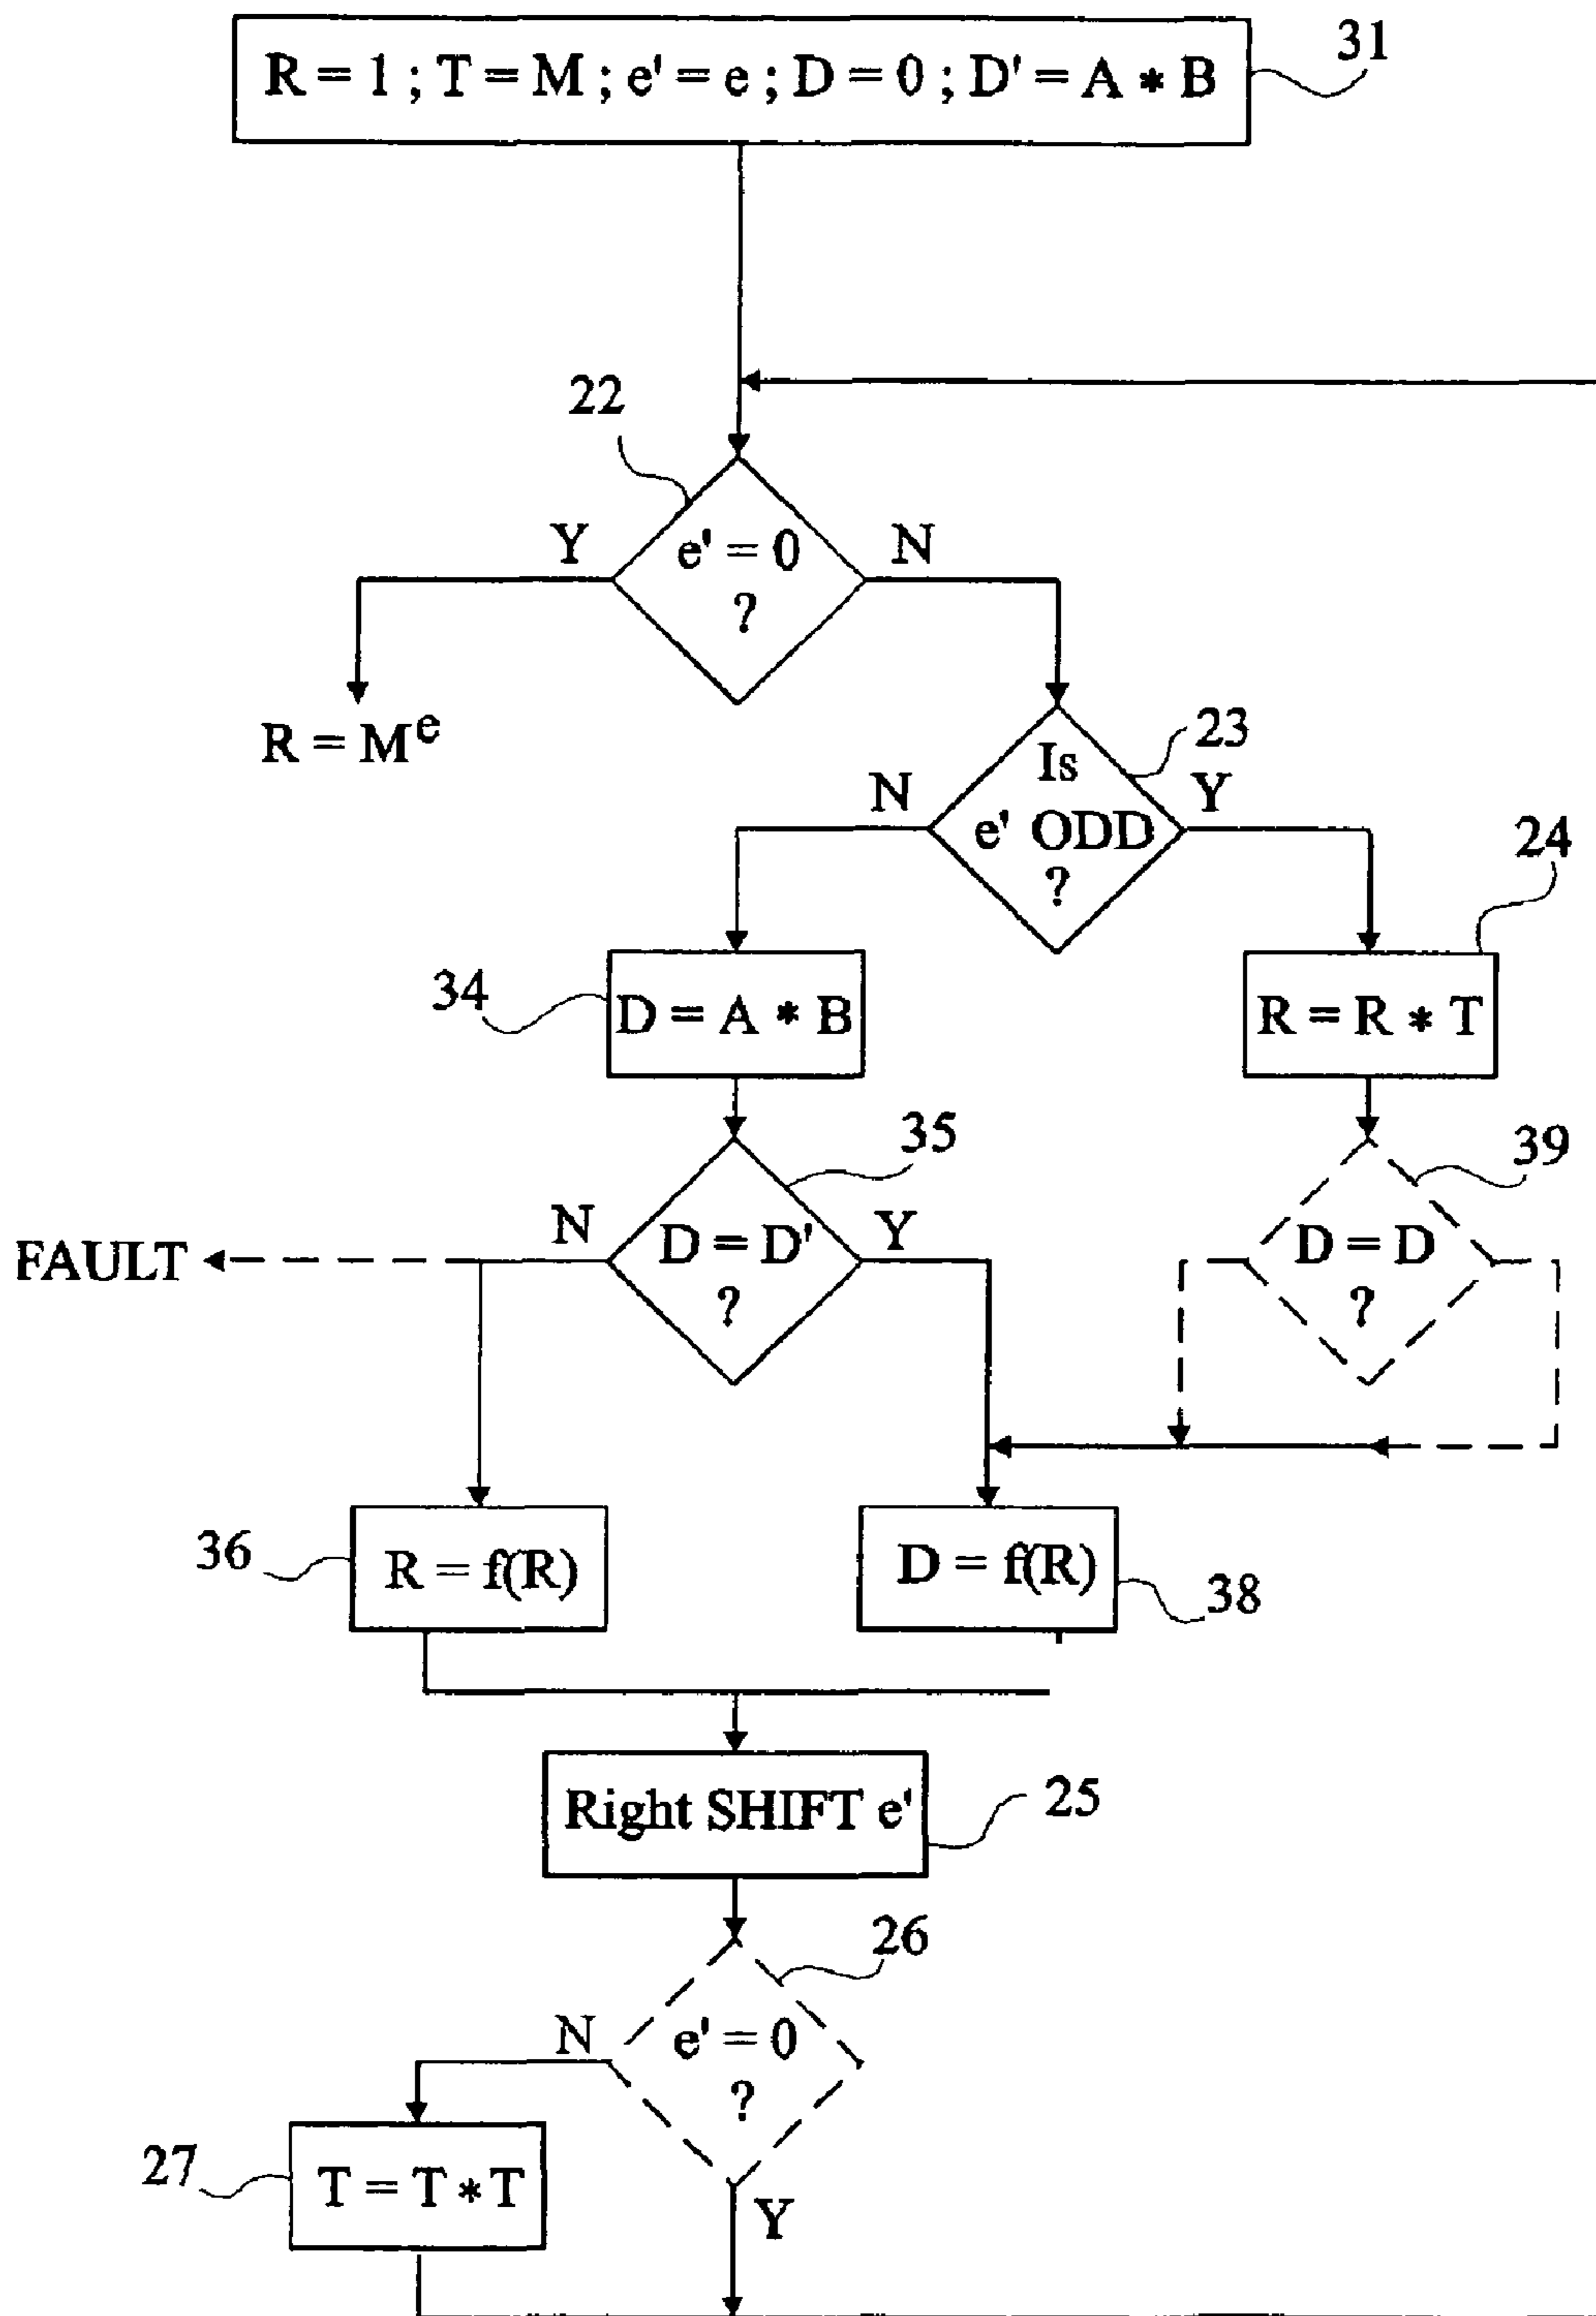 R = 1 ; T = M ; e' = e ; D = 0 ; D' = A * B
31
22
Y
e' = 0
?
N
R = M^e
23
N
Is
e' ODD
?
Y
24
34
D = A * B
R = R * T
35
39
FAULT
N
D = D'
?
Y
D = D
?
36
R = f(R)
D = f(R)
38
Right SHIFT e'
25
26
N
e' = 0
?
27
T = T * T
Y